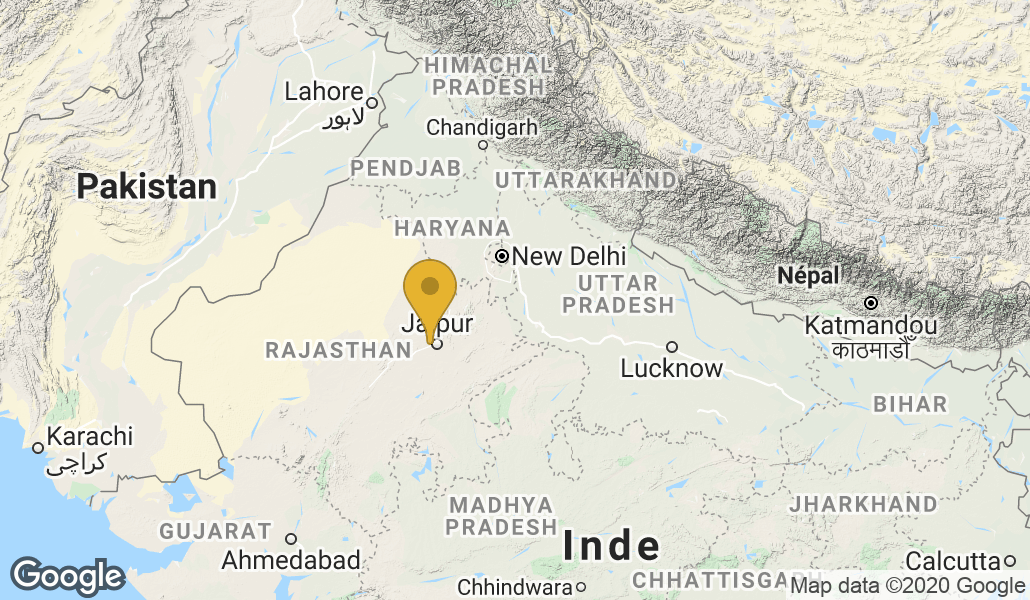 HIMACHAL
PRADESH
Lahore
لاہور
Chandigarh
PENDJAB
UTTARAKHAND
Pakistan
HARYANA
New Delhi
Népal
UTTAR
PRADESH
Jaipur
Katmandou
काठमाडौँ
RAJASTHAN
Lucknow
BIHAR
Karachi
کراچی
MADHYA
PRADESH
JHARKHAND
GUJARAT
Ahmedabad
Inde
Calcutta
Google
Chhindwara
CHHATTISGARH
Map data ©2020 Google